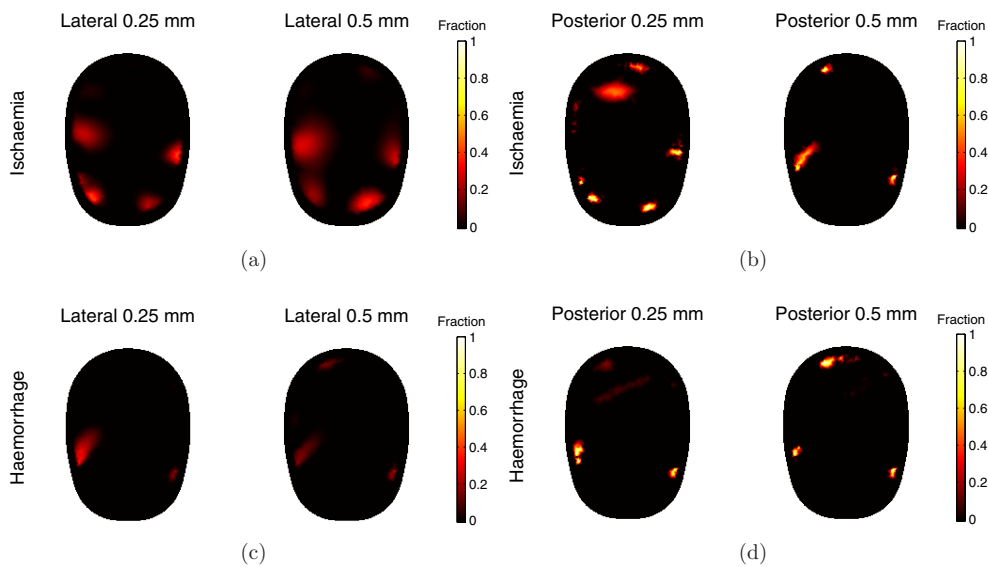 Lateral 0.25 mm
Lateral 0.5 mm
Fraction
1
0.8
0.6
0.4
0.2
0
Ischaemia
(a)
Posterior 0.25 mm
Posterior 0.5 mm
Fraction
1
0.8
0.6
0.4
0.2
0
Ischaemia
(b)
Lateral 0.25 mm
Lateral 0.5 mm
Fraction
1
0.8
0.6
0.4
0.2
0
Haemorrhage
(c)
Posterior 0.25 mm
Posterior 0.5 mm
Fraction
1
0.8
0.6
0.4
0.2
0
Haemorrhage
(d)